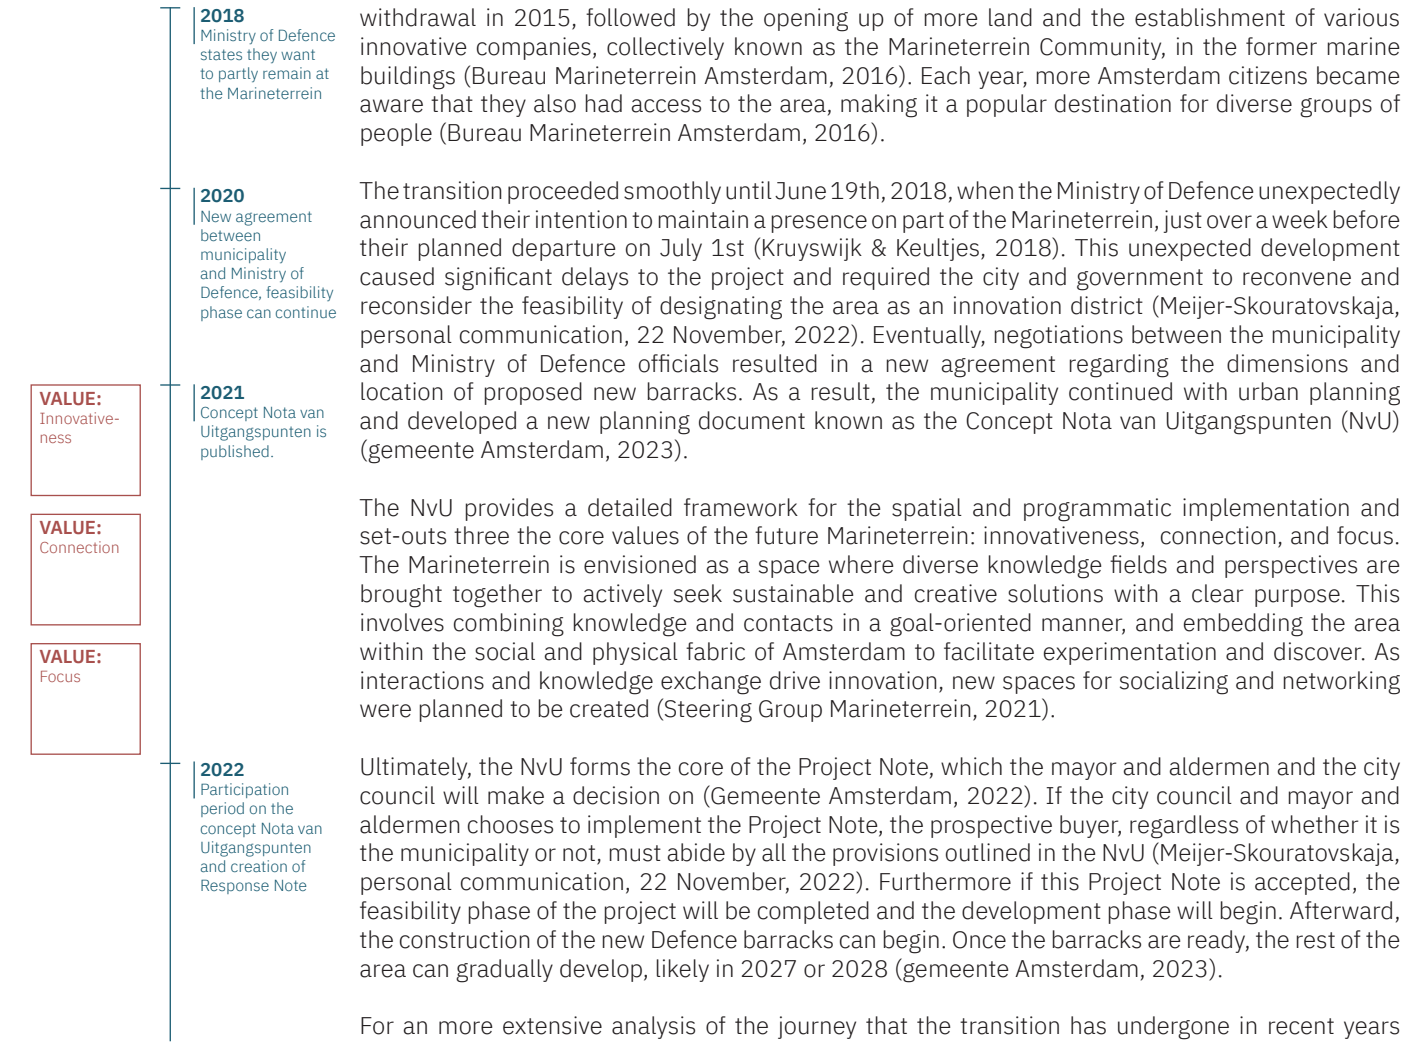 2018
Ministry of Defence
states they want
to partly remain at
the Marineterrein
2020
New agreement
between
municipality
and Ministry of
Defence, feasibility
phase can continue
VALUE:
Innovative-
ness
2021
Concept Nota van
Uitgangspunten is
published.
VALUE:
Connection
VALUE:
Focus
2022
Participation
period on the
concept Nota van
Uitgangspunten
and creation of
Response Note
withdrawal in 2015, followed by the opening up of more land and the establishment of various
innovative companies, collectively known as the Marineterrein Community, in the former marine
buildings (Bureau Marineterrein Amsterdam, 2016). Each year, more Amsterdam citizens became
aware that they also had access to the area, making it a popular destination for diverse groups of
people (Bureau Marineterrein Amsterdam, 2016).
The transition proceeded smoothly until June 19th, 2018, when the Ministry of Defence unexpectedly
announced their intention to maintain a presence on part of the Marineterrein, just over a week before
their planned departure on July 1st (Kruyswijk & Keultjes, 2018). This unexpected development
caused significant delays to the project and required the city and government to reconvene and
reconsider the feasibility of designating the area as an innovation district (Meijer-Skouratovskaja,
personal communication, 22 November, 2022). Eventually, negotiations between the municipality
and Ministry of Defence officials resulted in a new agreement regarding the dimensions and
location of proposed new barracks. As a result, the municipality continued with urban planning
and developed a new planning document known as the Concept Nota van Uitgangspunten (NvU)
(gemeente Amsterdam, 2023).
The NvU provides a detailed framework for the spatial and programmatic implementation and
set-outs three the core values of the future Marineterrein: innovativeness, connection, and focus.
The Marineterrein is envisioned as a space where diverse knowledge fields and perspectives are
brought together to actively seek sustainable and creative solutions with a clear purpose. This
involves combining knowledge and contacts in a goal-oriented manner, and embedding the area
within the social and physical fabric of Amsterdam to facilitate experimentation and discover. As
interactions and knowledge exchange drive innovation, new spaces for socializing and networking
were planned to be created (Steering Group Marineterrein, 2021).
Ultimately, the NvU forms the core of the Project Note, which the mayor and aldermen and the city
council will make a decision on (Gemeente Amsterdam, 2022). If the city council and mayor and
aldermen chooses to implement the Project Note, the prospective buyer, regardless of whether it is
the municipality or not, must abide by all the provisions outlined in the NvU (Meijer-Skouratovskaja,
personal communication, 22 November, 2022). Furthermore if this Project Note is accepted, the
feasibility phase of the project will be completed and the development phase will begin. Afterward,
the construction of the new Defence barracks can begin. Once the barracks are ready, the rest of the
area can gradually develop, likely in 2027 or 2028 (gemeente Amsterdam, 2023).
For an more extensive analysis of the journey that the transition has undergone in recent years